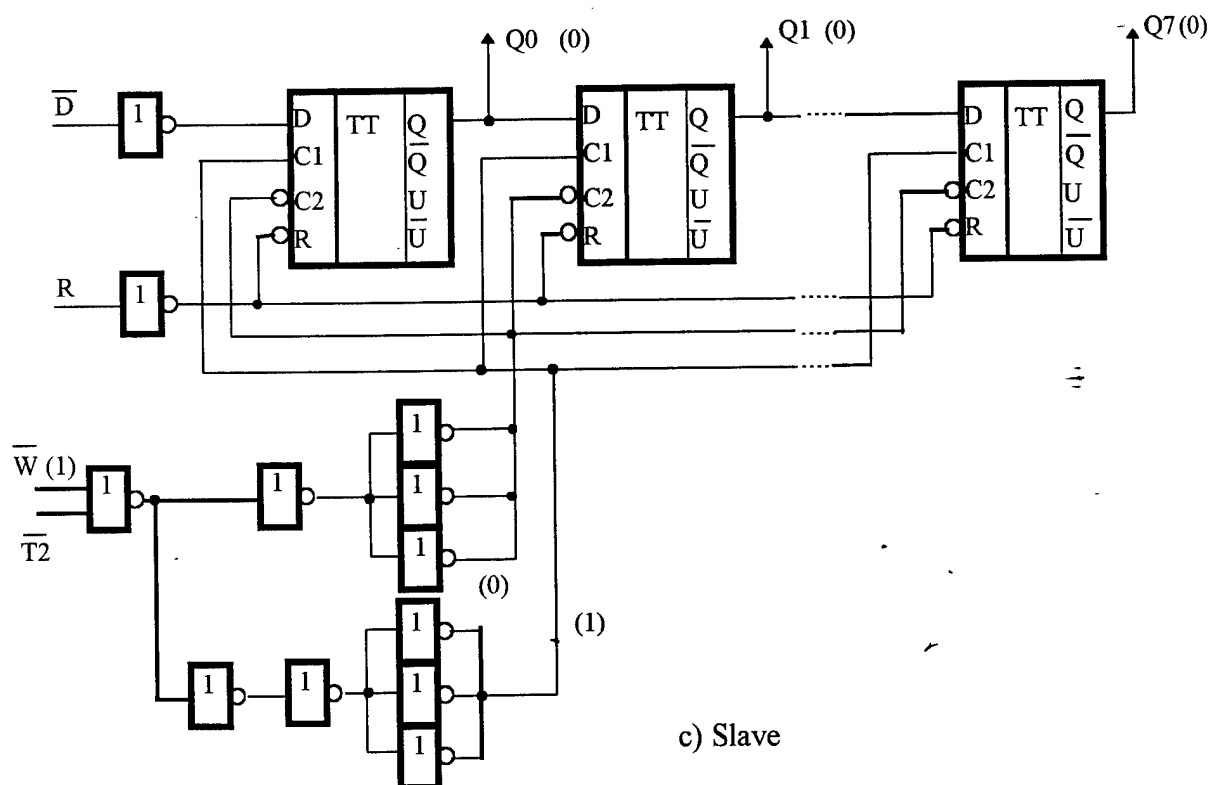 Q0 (0)
Q1 (0)
Q7 (0)
D̅
1
D TT Q
C1 Q̅
C2 U
R U̅
D TT Q
C1 Q̅
C2 U
R U̅
D TT Q
C1 Q̅
C2 U
R U̅
R
1
W̅ (1)
T̅2̅
1
1
1
1
1
(0)
1
1
1
1
1
(1)
c) Slave